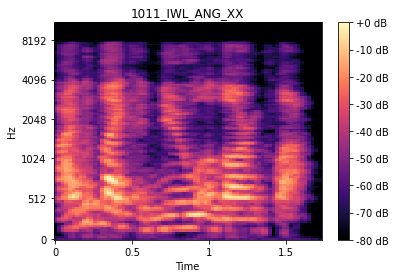 1011_IWL_ANG_XX
+0 dB
8192
-10 dB
4096
-20 dB
-30 dB
2048
Hz
-40 dB
1024
-50 dB
512
-60 dB
-70 dB
0
-80 dB
0
0.5
1
1.5
Time